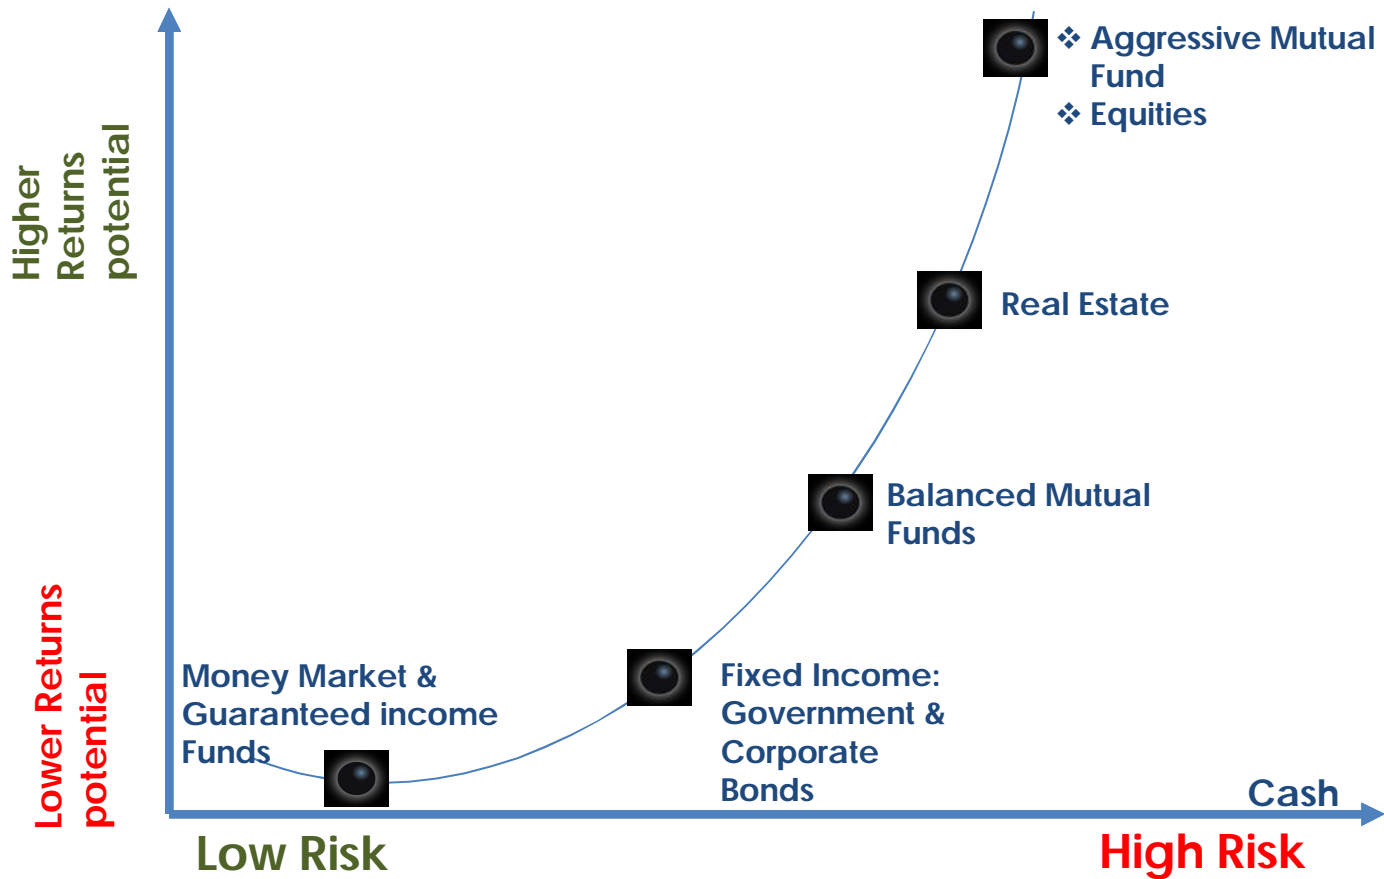 Higher
Returns
potential
Lower Returns
potential
❖ Aggressive Mutual
Fund
❖ Equities
Real Estate
Balanced Mutual
Funds
Money Market &
Guaranteed income
Funds
Fixed Income:
Government &
Corporate
Bonds
Cash
Low Risk
High Risk